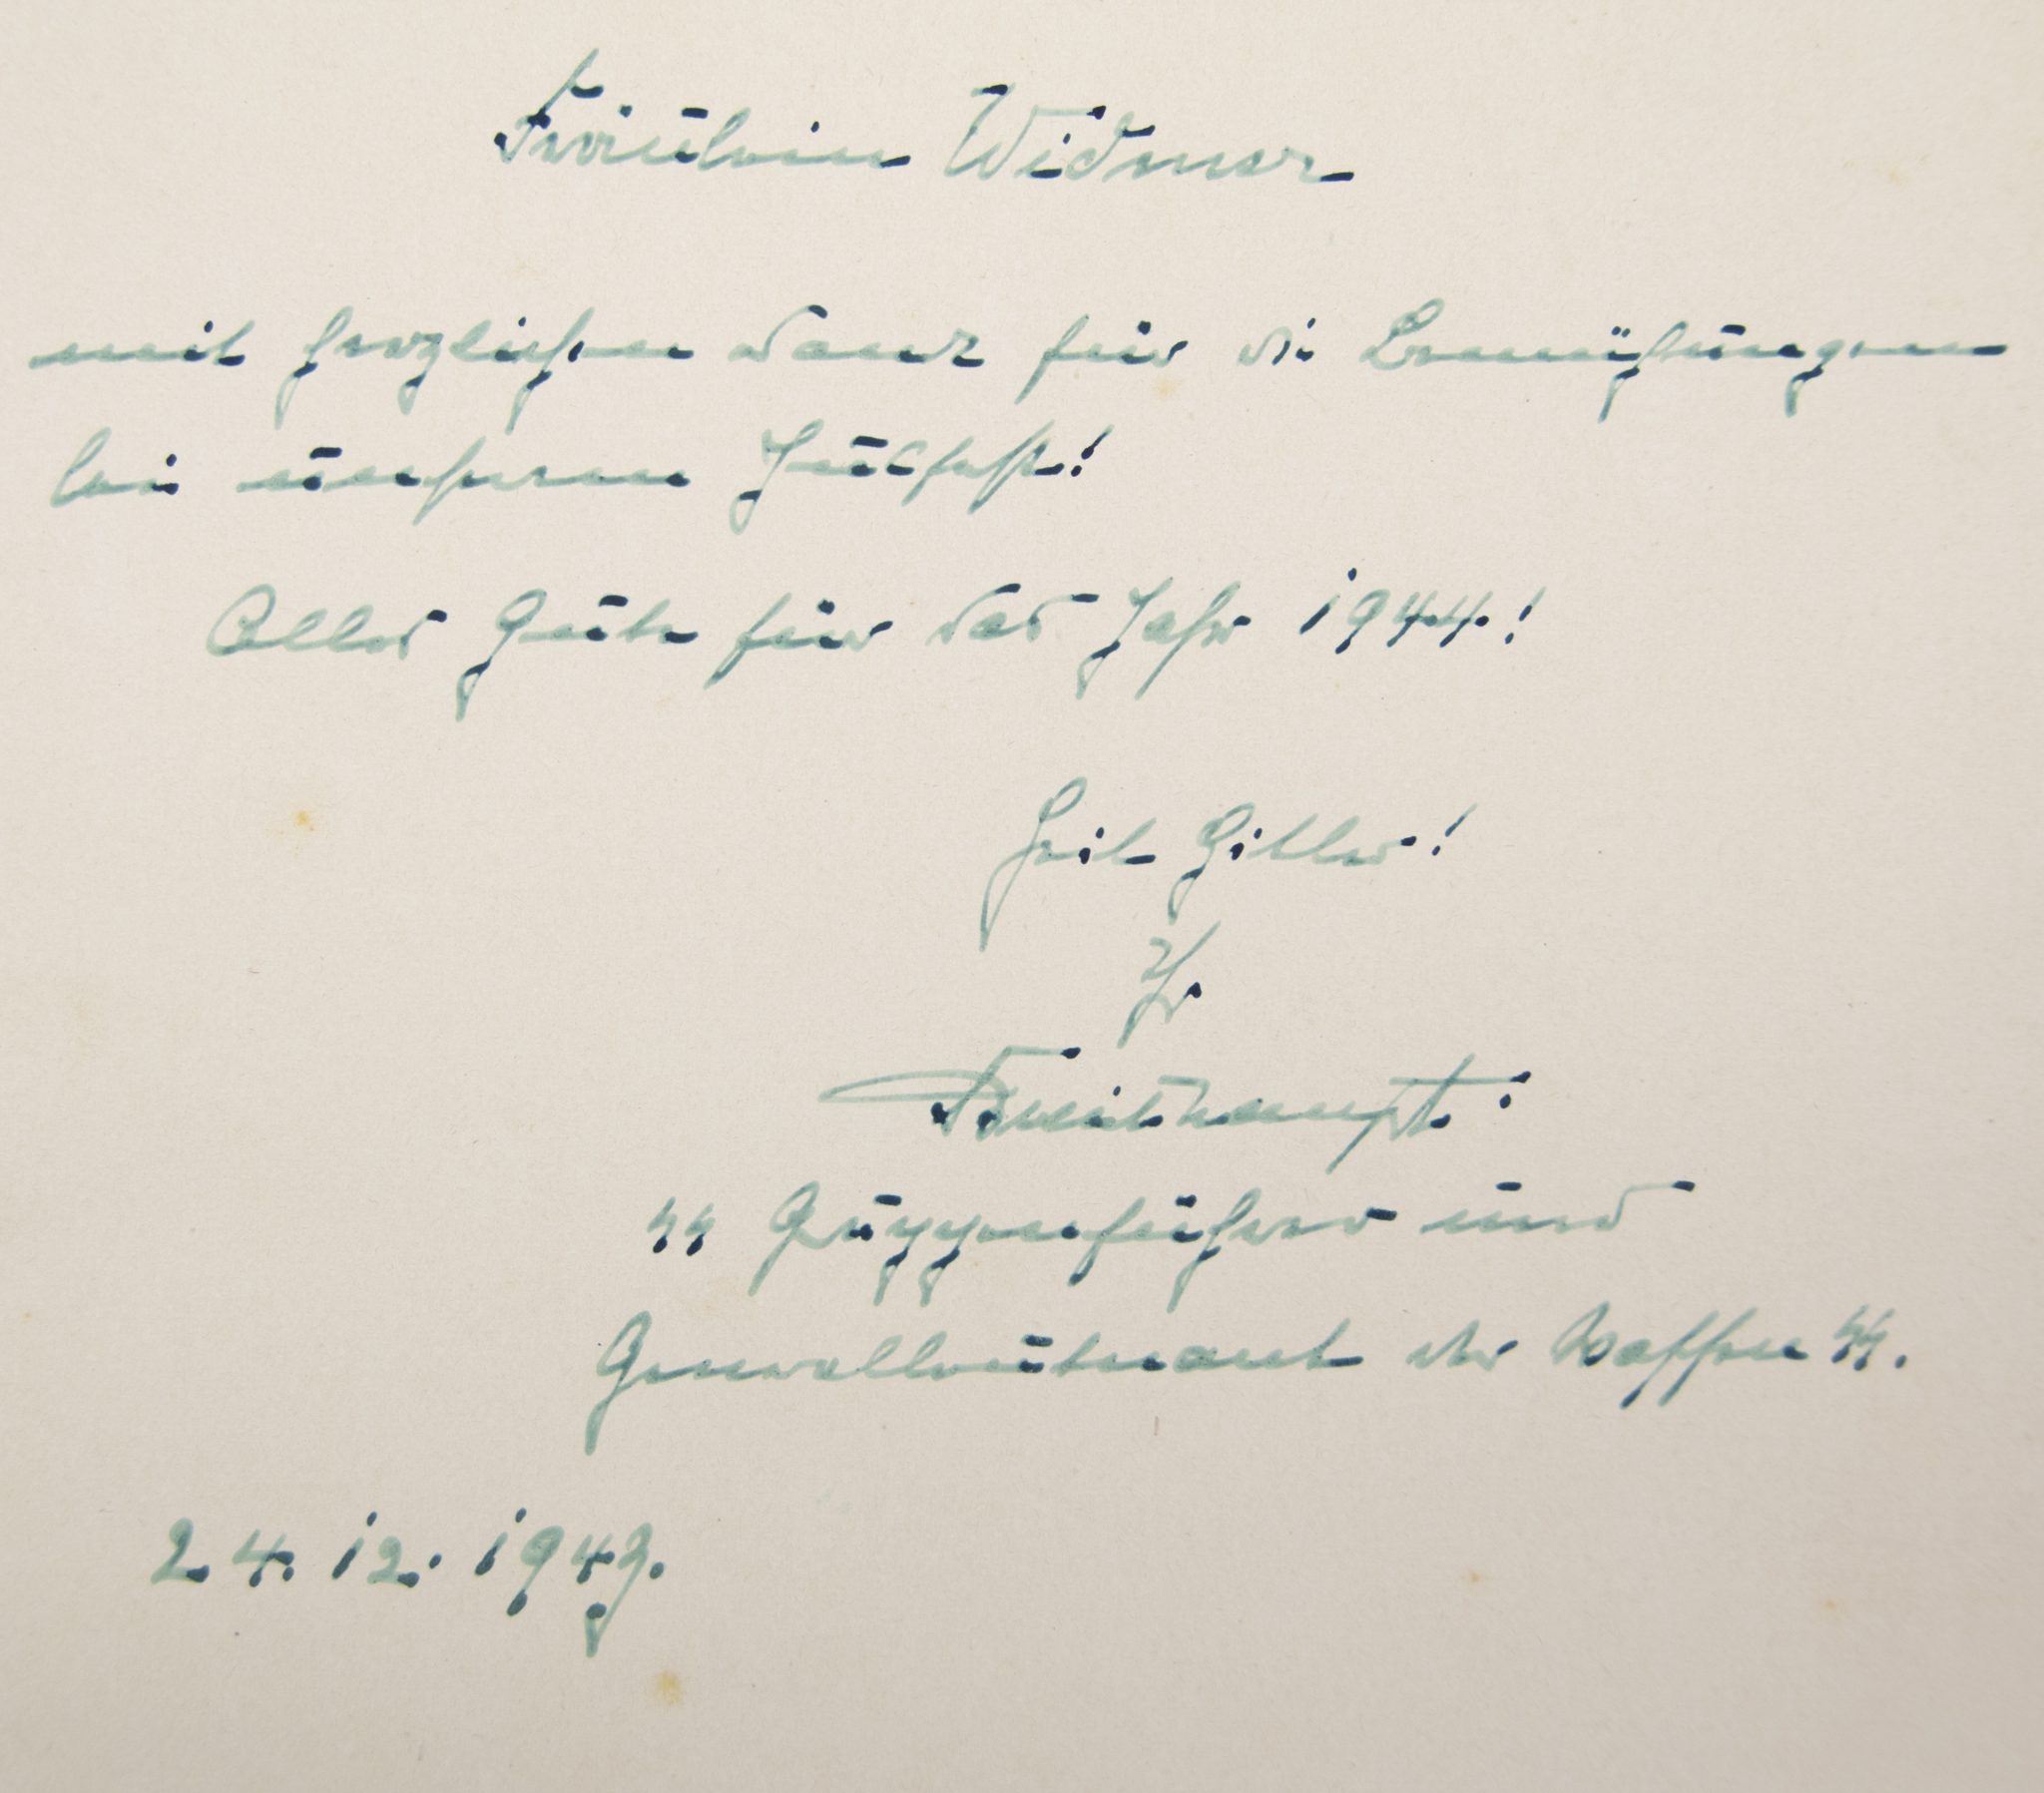 Fräulein Widmer
mit herzlichem Dank für die Bemühungen
bei unserem Julfest!
Alles Gute für das Jahr 1944!
Heil Hitler!
Ihr
Breithaupt
SS Gruppenführer und
Generalleutnant der Waffen SS.
24. 12. 1943.